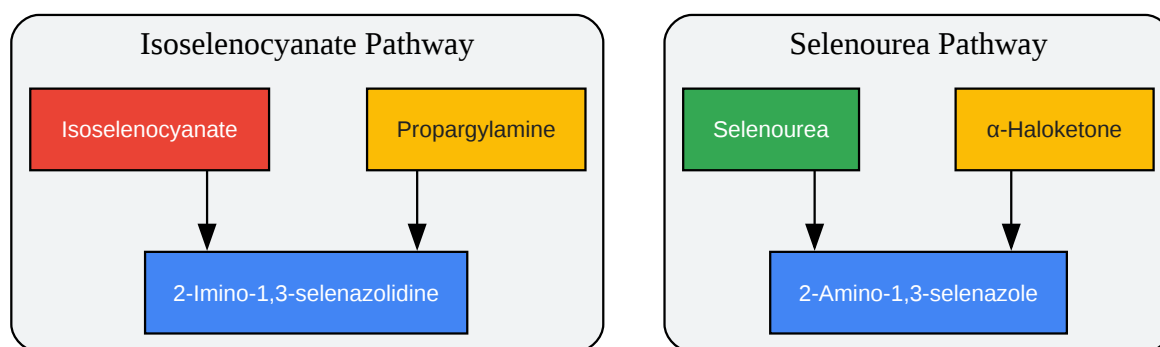 Isoselenocyanate Pathway
Isoselenocyanate
Propargylamine
2-Imino-1,3-selenazolidine
Selenourea Pathway
Selenourea
α-Haloketone
2-Amino-1,3-selenazole